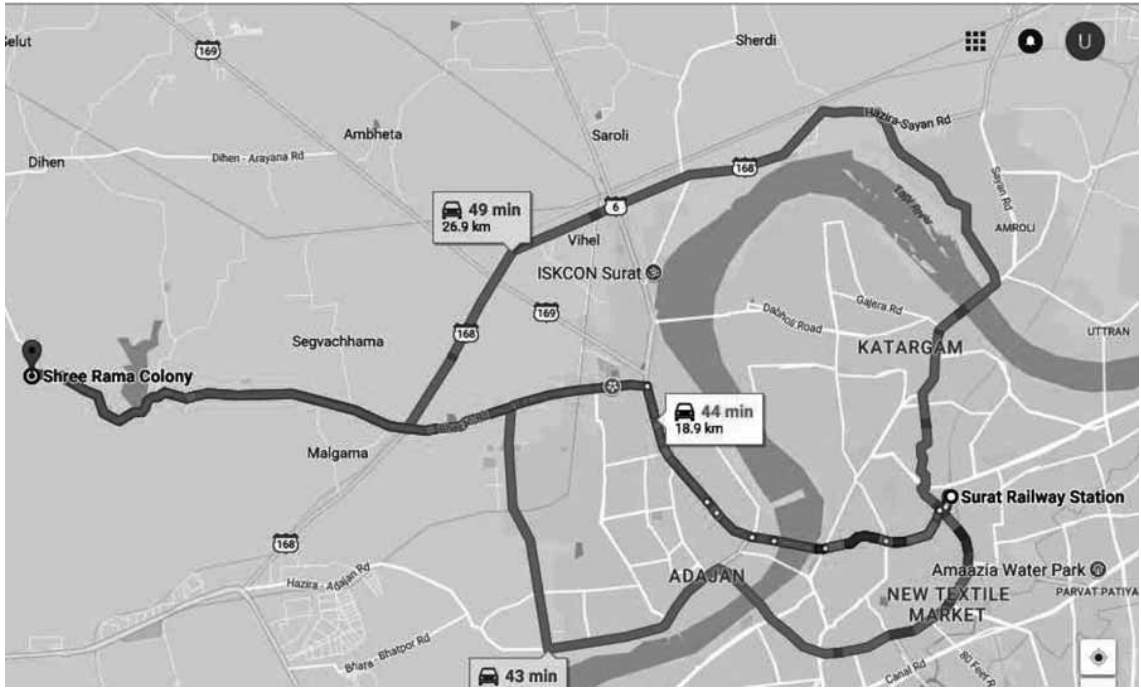 Selut
169
Sherdi
U
Hazira-Sayan Rd
Ambheta
Saroli
Dihen
Dihen - Arayana Rd
168
Sayan Rd
49 min
26.9 km
6
Tapi River
AMROLI
Vihel
ISKCON Surat
169
Gajera Rd
Dabholi Road
168
UTTRAN
Segvachhama
KATARGAM
Shree Rama Colony
44 min
18.9 km
Malgama
Surat Railway Station
168
Hazira - Adajan Rd
ADAJAN
Amaazia Water Park
PARVAT PATIYA
NEW TEXTILE
MARKET
Bhara-Bhatpor Rd
43 min
Canal Rd
80 Feet R